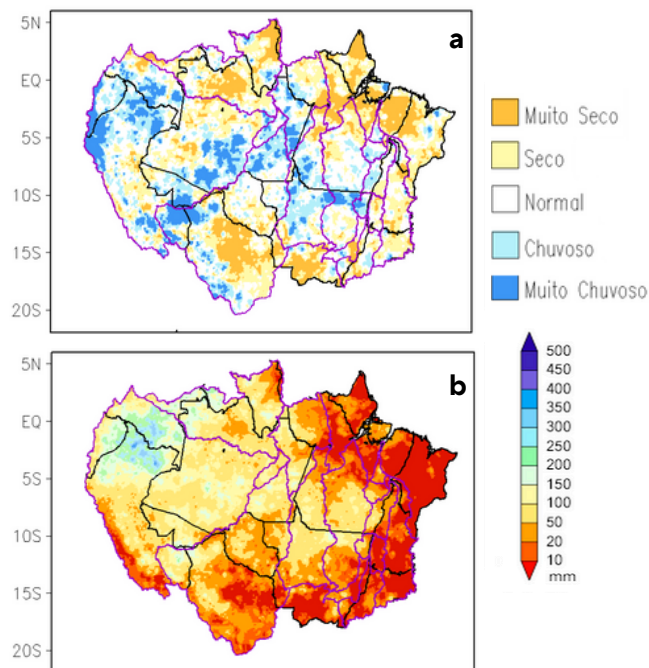 a
5N
EQ
5S
10S
15S
20S
Muito Seco
Seco
Normal
Chuvoso
Muito Chuvoso
b
5N
EQ
5S
10S
15S
20S
500
450
400
350
300
250
200
150
100
50
20
10
mm